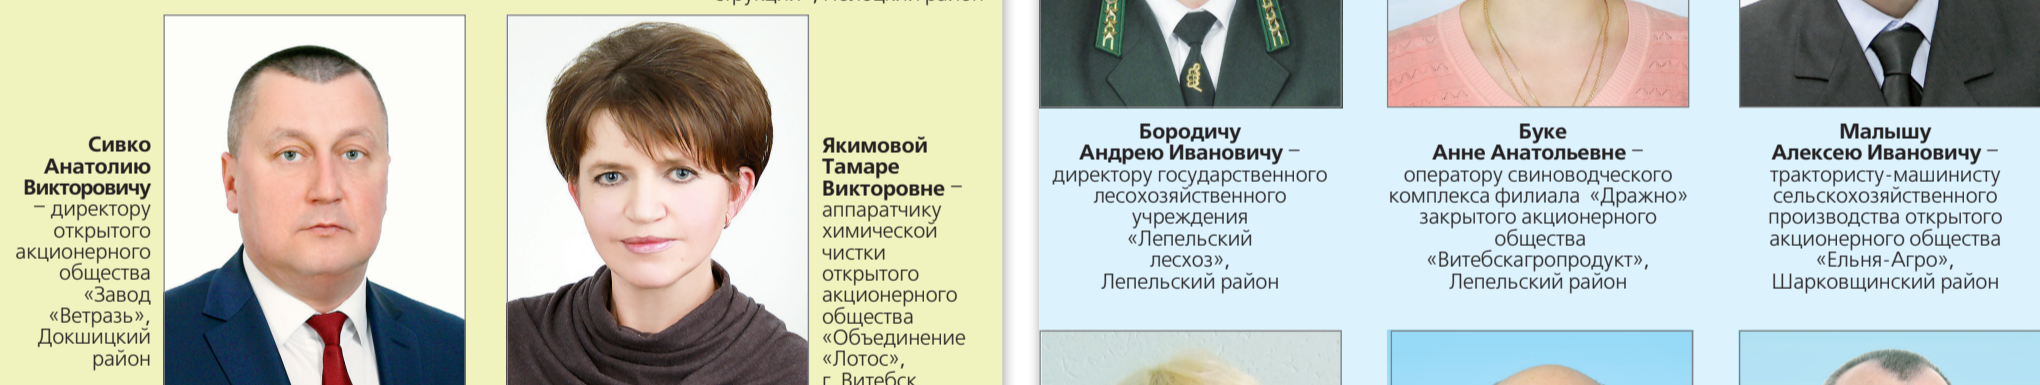 Сивко
Анатолию
Викторовичу
– директору
открытого
акционерного
общества
«Завод
«Ветразь»,
Докшицкий
район
Якимовой
Тамаре
Викторовне –
аппаратчику
химической
чистки
открытого
акционерного
общества
«Объединение
«Лотос»,
г. Витебск
Бородичу
Андрею Ивановичу –
директору государственного
лесохозяйственного
учреждения
«Лепельский
лесхоз»,
Лепельский район
Буке
Анне Анатольевне –
оператору свиноводческого
комплекса филиала «Дражно»
закрытого акционерного
общества
«Витебскагропродукт»,
Лепельский район
Малышу
Алексею Ивановичу –
трактористу-машинисту
сельскохозяйственного
производства открытого
акционерного общества
«Ельня-Агро»,
Шарковщинский район